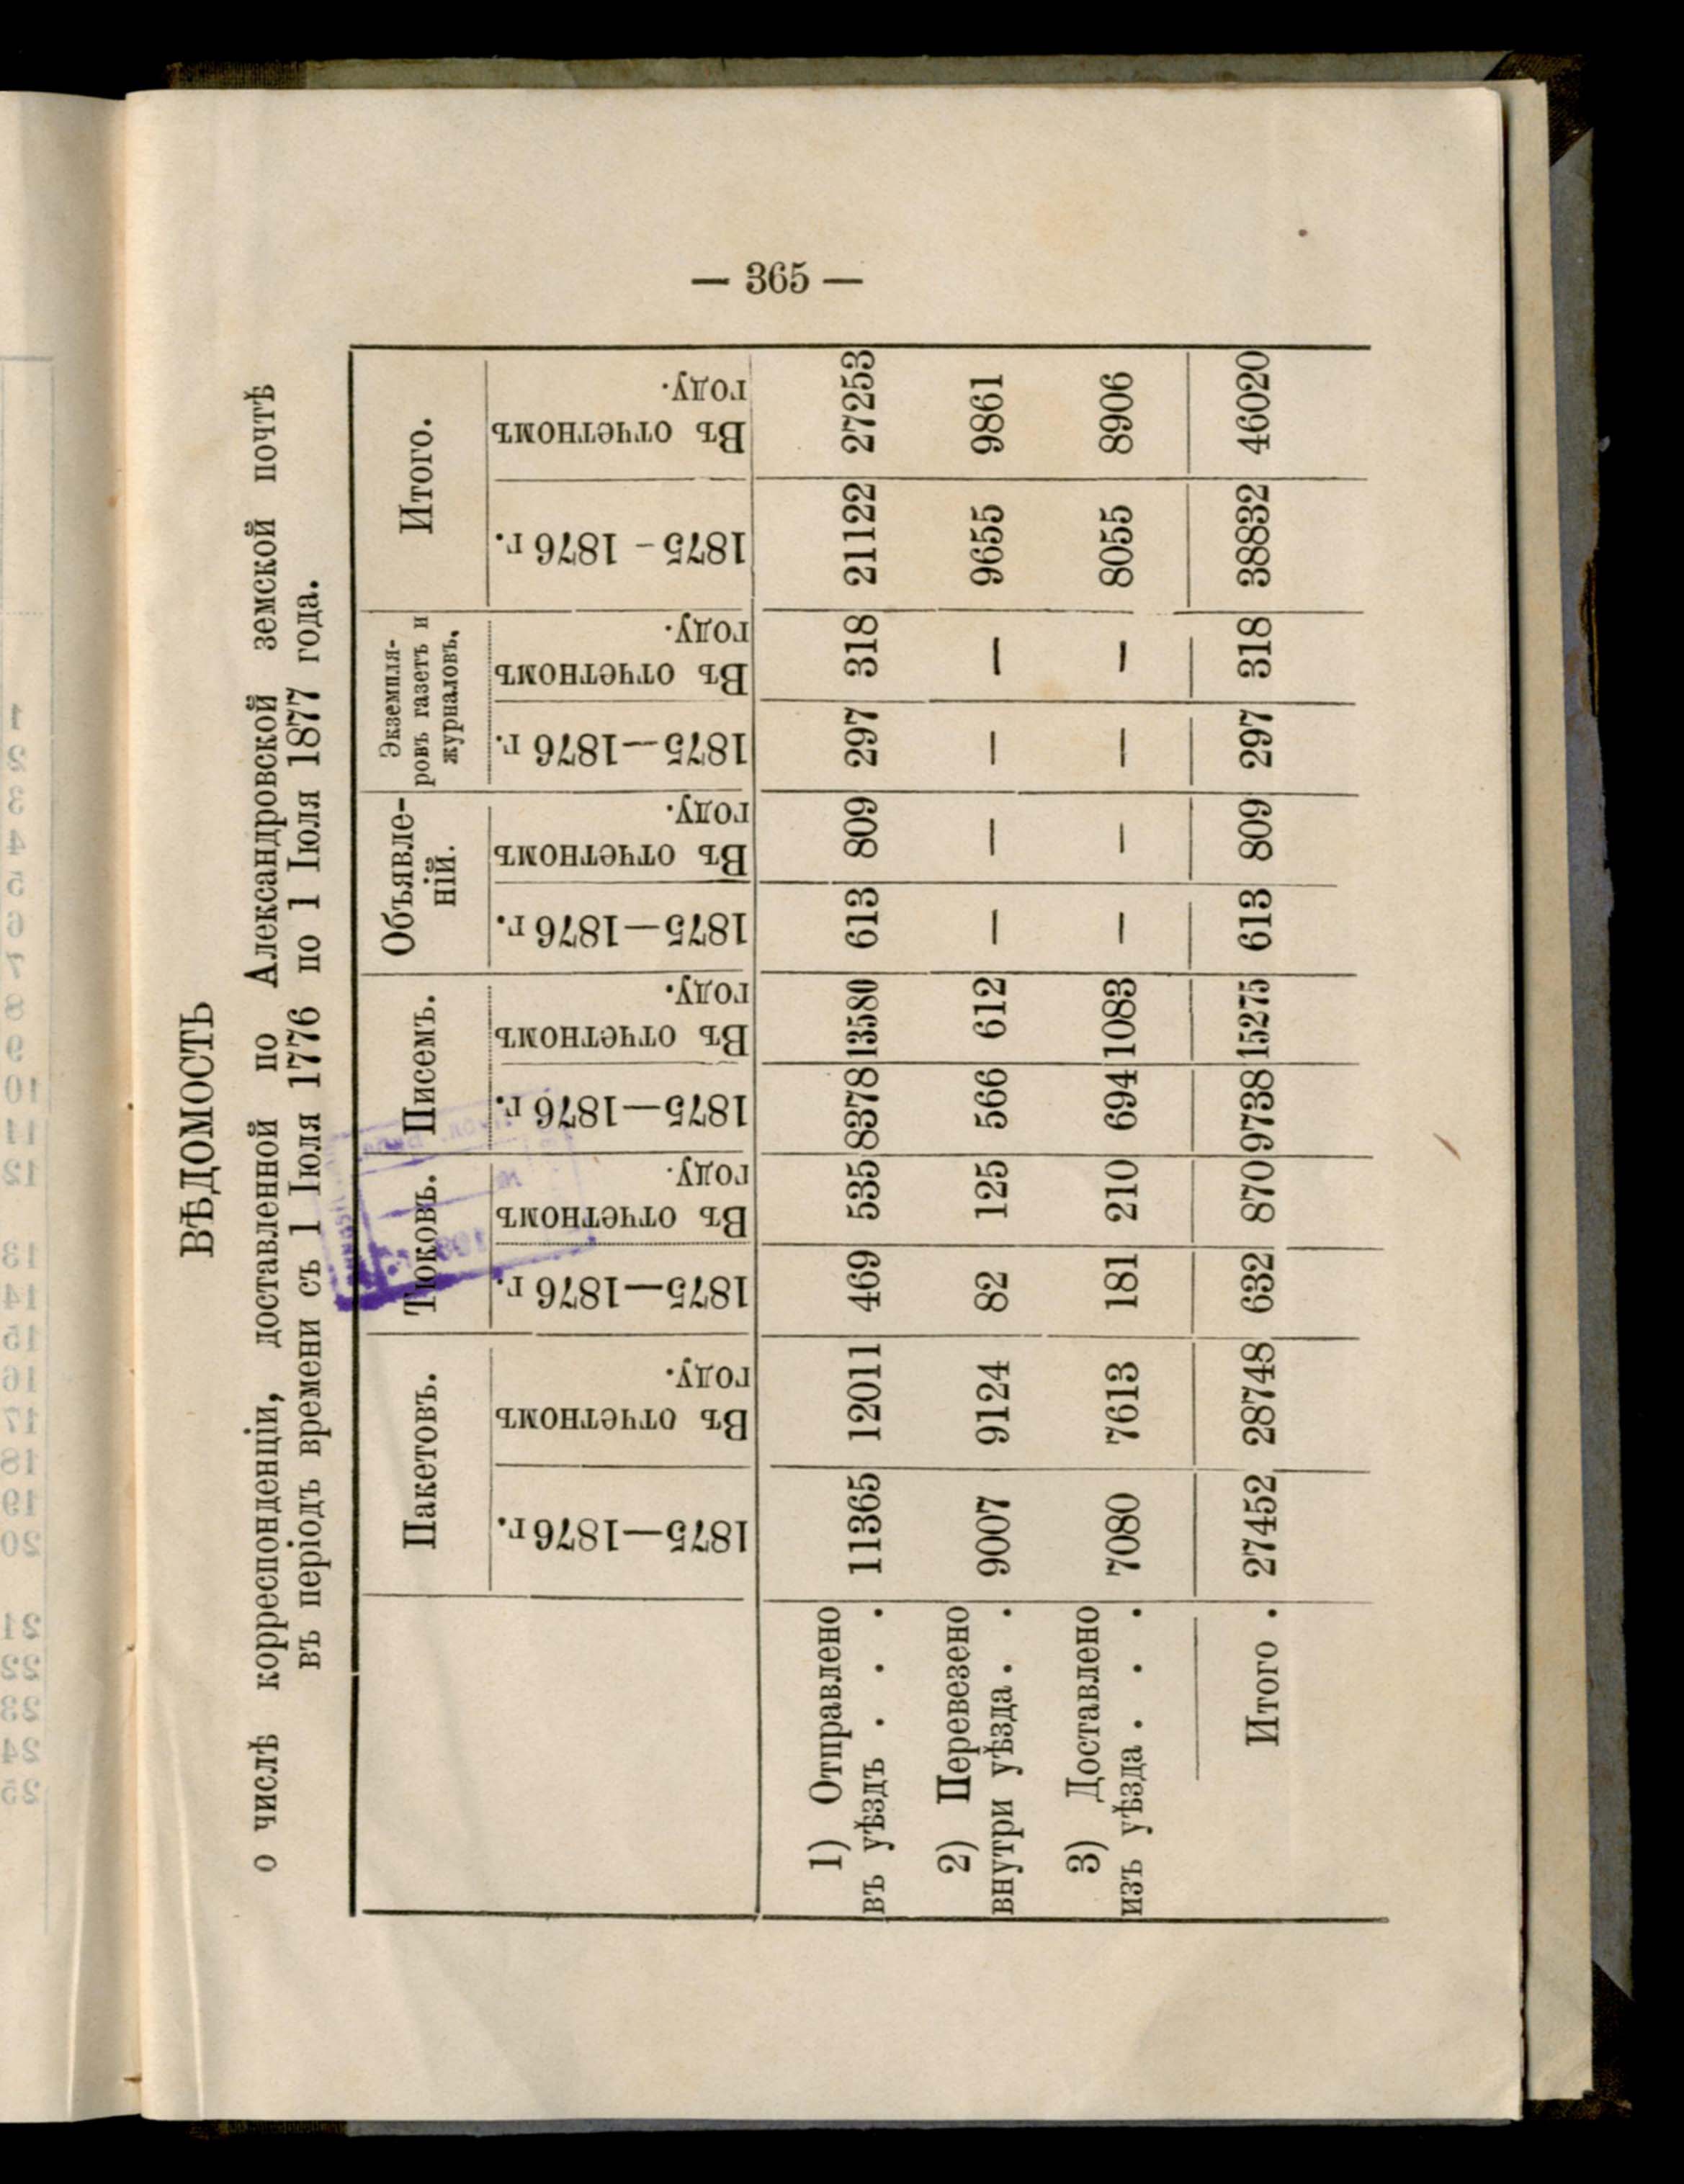 — 365 —
ВѢДОМОСТЬ
о числѣ корреспонденціи, доставленной по Александровской земской почтѣ
въ періодъ времени съ 1 Іюля 1776 по 1 Іюля 1877 года.
Пакетовъ. Тюковъ. Писемъ. Объявле- Экземпля- Итого.
ній. ровъ газетъ и
журналовъ.
1875—1876 г. Въ отчетномъ 1875—1876 г. Въ отчетномъ 1875—1876 г. Въ отчетномъ 1875—1876 г. Въ отчетномъ 1875—1876 г. Въ отчетномъ 1875 - 1876 г. Въ отчетномъ
году. году. году. году. году. году.
1) Отправлено
въ уѣздъ . . . 11365 12011 469 535 8378 13580 613 809 297 318 21122 27253
2) Перевезено
внутри уѣзда . . 9007 9124 82 125 566 612 — — — — 9655 9861
3) Доставлено
изъ уѣзда . . . 7080 7613 181 210 694 1083 — — — — 8055 8906
Итого . 27452 28748 632 870 9738 15275 613 809 297 318 38832 46020
1
2
3
4
5
6
7
8
9
10
11
12
13
14
15
16
17
18
19
20
21
22
23
24
25